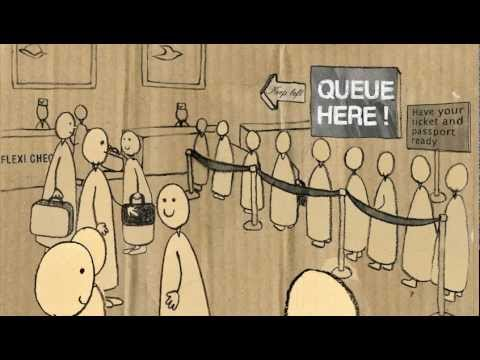 Keep left
QUEUE
HERE !
Have your
ticket and
passport
ready
FLEXI CHEC